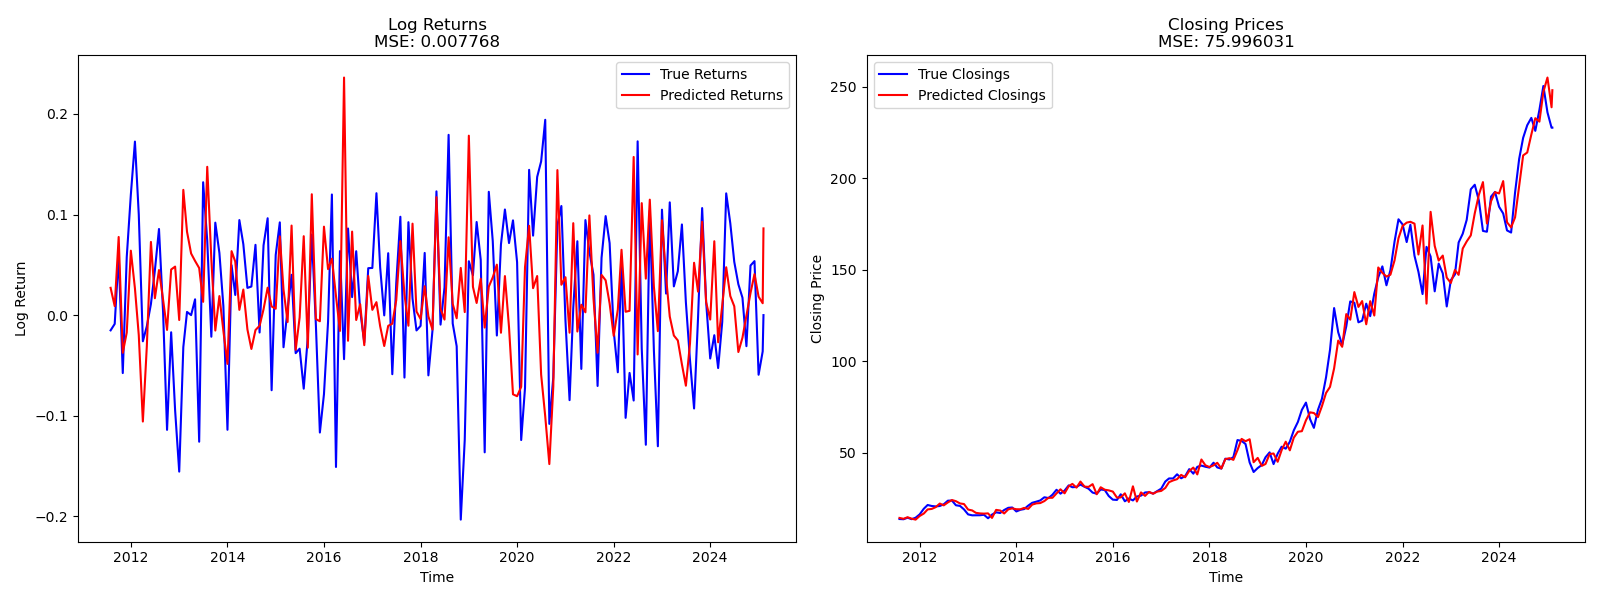 Log Returns
MSE: 0.007768
True Returns
Predicted Returns
0.2
0.1
0.0
−0.1
−0.2
Log Return
2012
2014
2016
2018
2020
2022
2024
Time
Closing Prices
MSE: 75.996031
True Closings
Predicted Closings
250
200
150
100
50
Closing Price
2012
2014
2016
2018
2020
2022
2024
Time